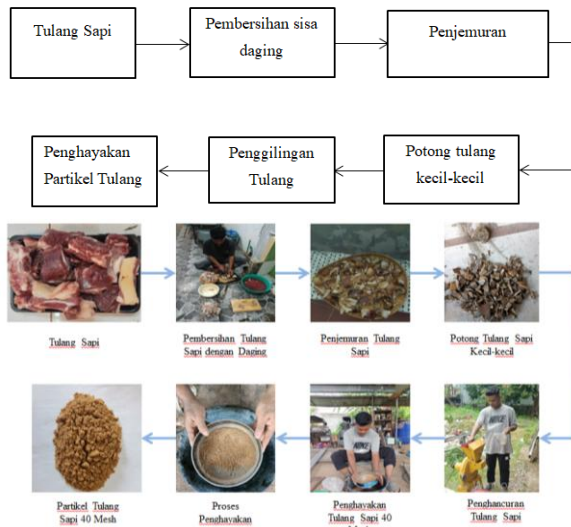 Tulang Sapi
Pembersihan sisa
daging
Penjemuran
Penghayakan
Partikel Tulang
Penggilingan
Tulang
Potong tulang
kecil-kecil
Tulang Sapi
Pembersihan Tulang
Sapi dengan Daging
Penjemuran Tulang
Sapi
Potong Tulang Sapi
Kecil-kecil
Partikel Tulang
Sapi 40 Mesh
Proses
Penghayakan
Penghayakan
Tulang Sapi 40
Penghancuran
Tulang Sapi